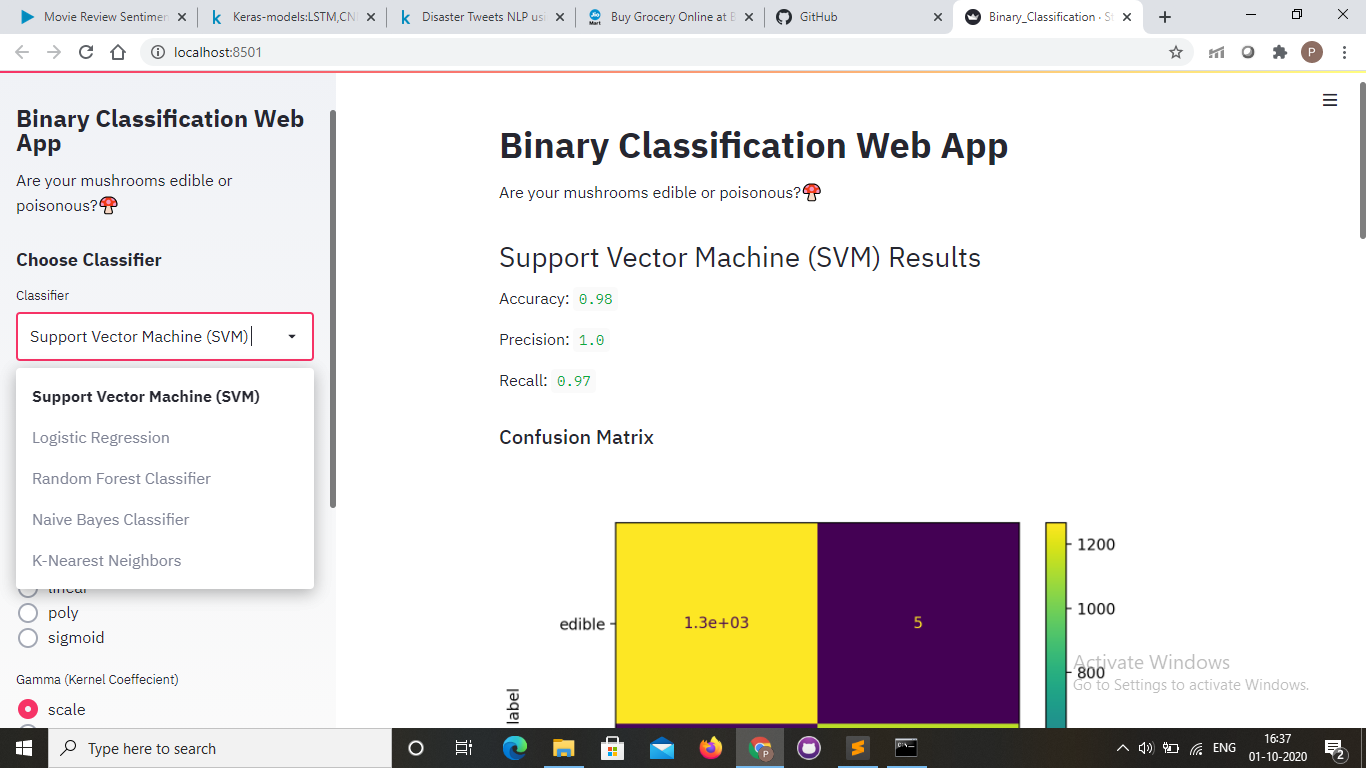 Movie Review Sentimen
Keras-models:LSTM,CN
Disaster Tweets NLP usi
Buy Grocery Online at B
GitHub
Binary_Classification · St
localhost:8501
P
Binary Classification Web
App
Are your mushrooms edible or
poisonous?🍄
Choose Classifier
Classifier
Support Vector Machine (SVM)
Support Vector Machine (SVM)
Logistic Regression
Random Forest Classifier
Naive Bayes Classifier
K-Nearest Neighbors
linear
poly
sigmoid
Gamma (Kernel Coeffecient)
scale
Binary Classification Web App
Are your mushrooms edible or poisonous?🍄
Support Vector Machine (SVM) Results
Accuracy: 0.98
Precision: 1.0
Recall: 0.97
Confusion Matrix
edible
1.3e+03
5
label
1200
1000
800
Activate Windows
Go to Settings to activate Windows.
Type here to search
ENG
16:37
01-10-2020
2